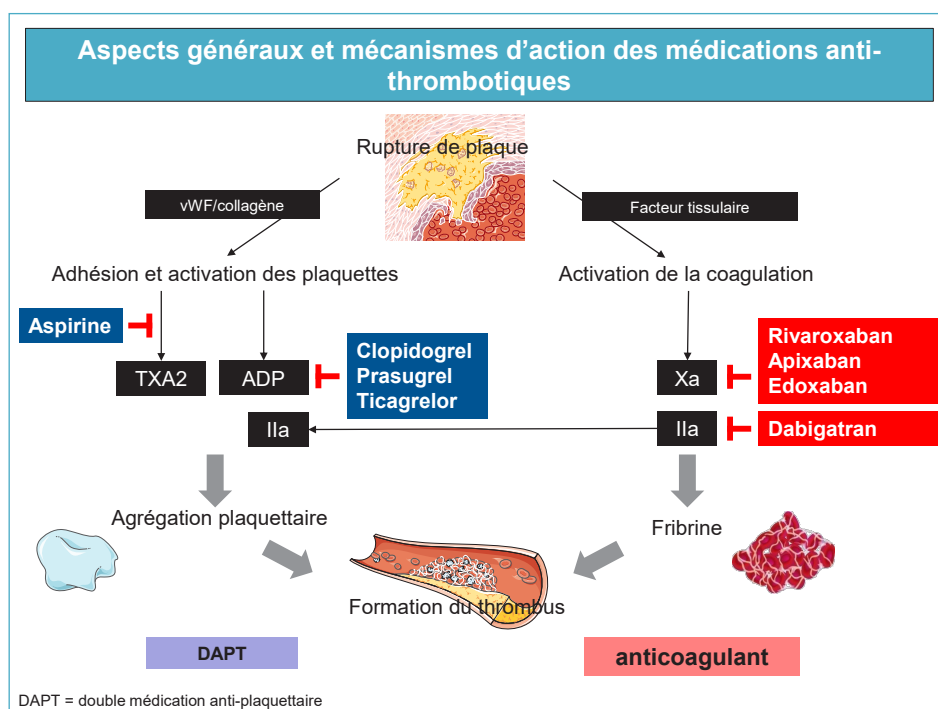 Aspects généraux et mécanismes d'action des médications anti-
thrombotiques
Rupture de plaque
vWF/collagène
Facteur tissulaire
Adhésion et activation des plaquettes
Activation de la coagulation
Aspirine
TXA2
ADP
Clopidogrel
Prasugrel
Ticagrelor
Xa
Rivaroxaban
Apixaban
Edoxaban
IIa
IIa
Dabigatran
Agrégation plaquettaire
Fribrine
Formation du thrombus
DAPT
anticoagulant
DAPT = double médication anti-plaquettaire